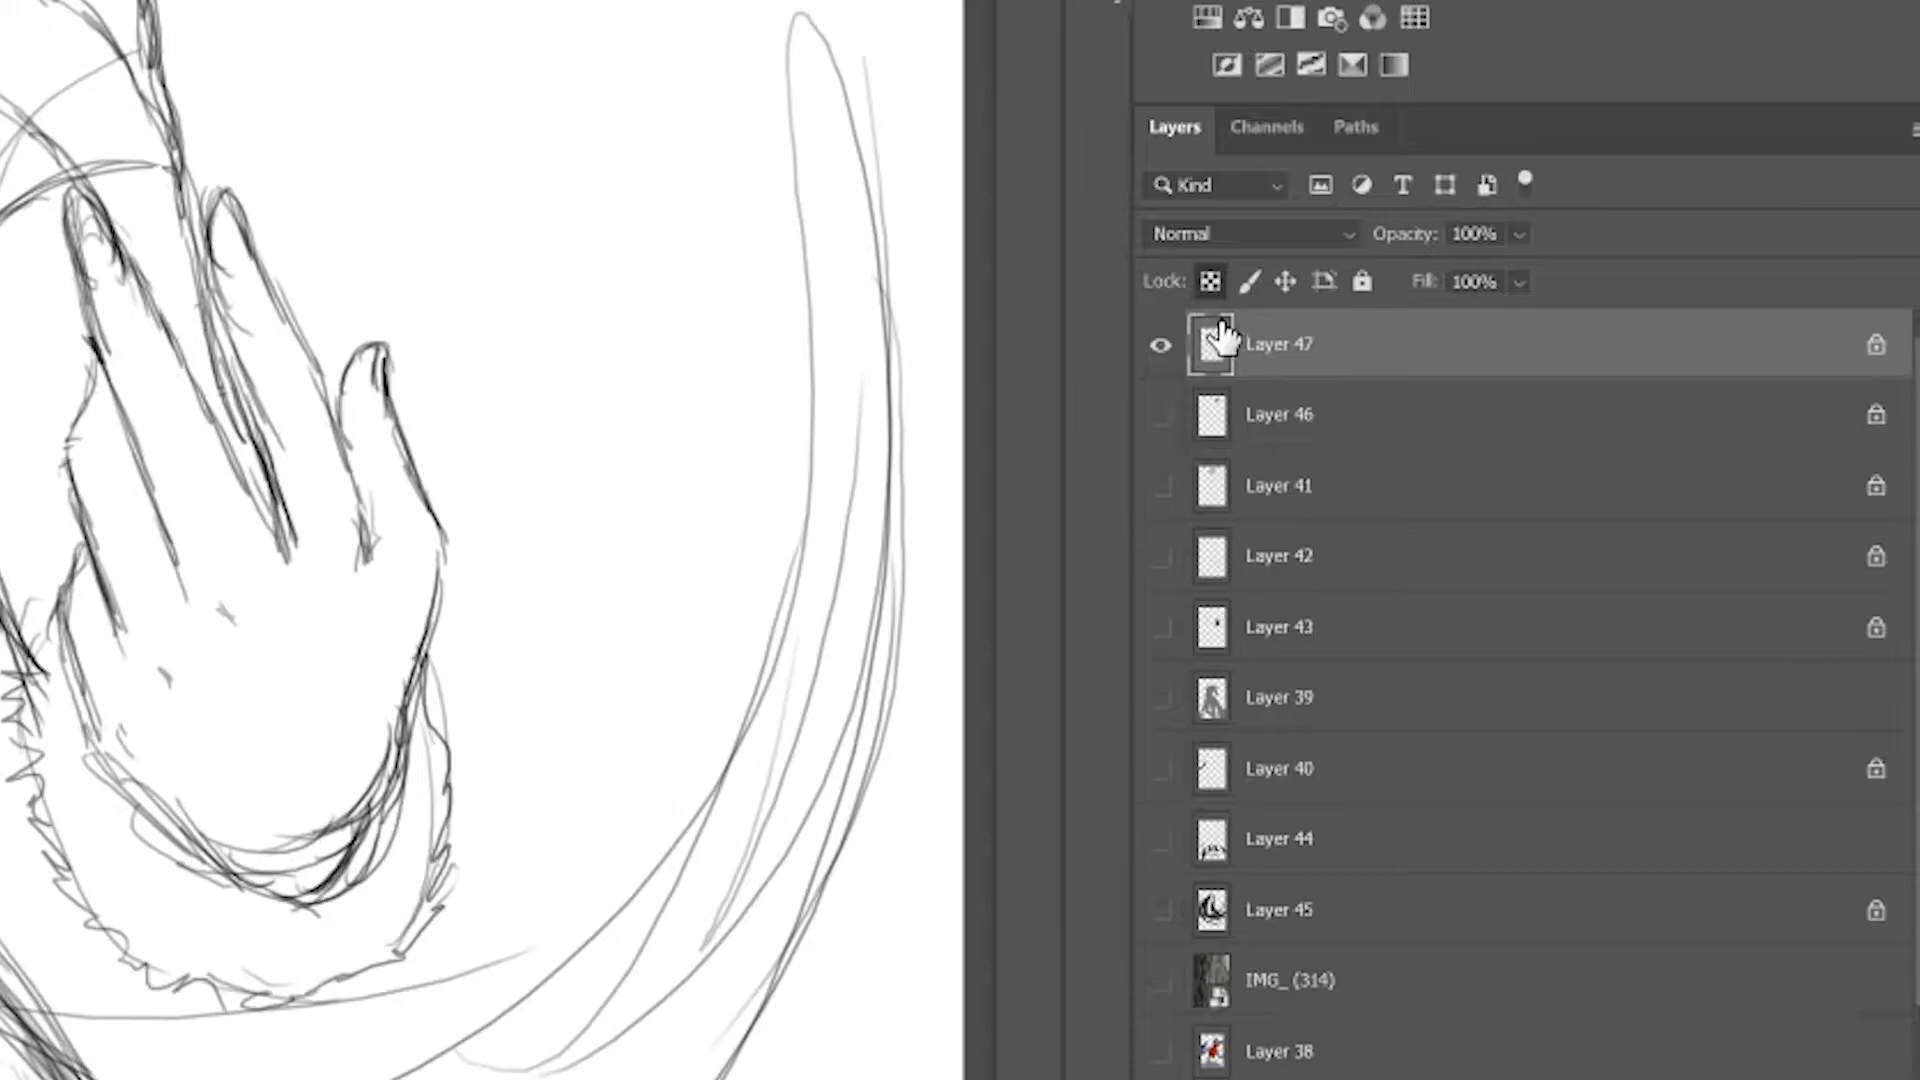 Layers Channels Paths
Kind
Normal Opacity: 100%
Lock: Fill: 100%
Layer 47
Layer 46
Layer 41
Layer 42
Layer 43
Layer 39
Layer 40
Layer 44
Layer 45
IMG_ (314)
Layer 38